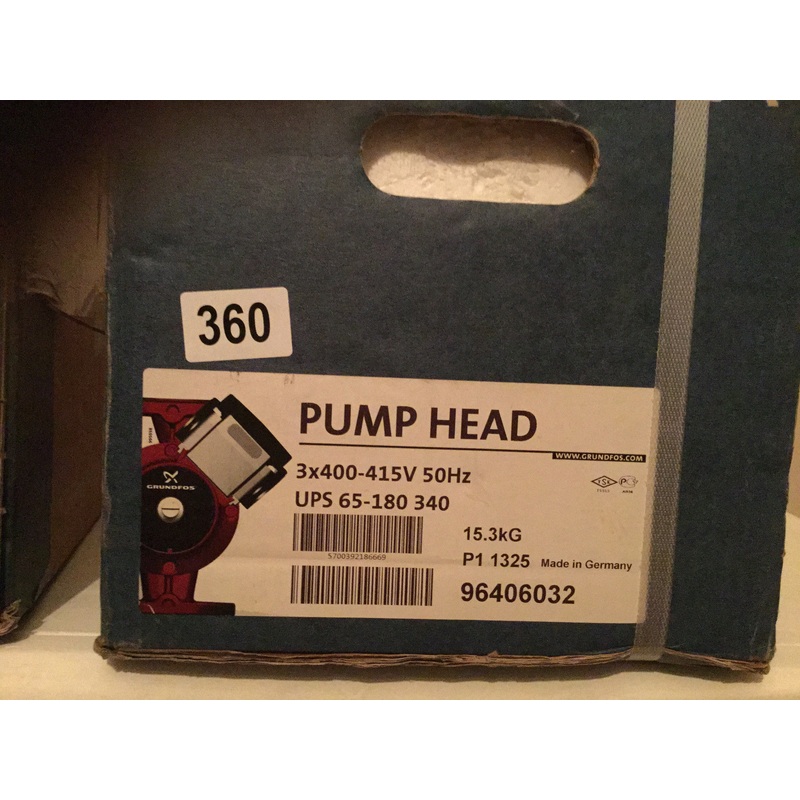 360
PUMP HEAD
WWW.GRUNDFOS.COM
3x400-415V 50Hz
UPS 65-180 340
GRUNDFOS
5700392186669
15.3kG
P1 1325 Made in Germany
96406032